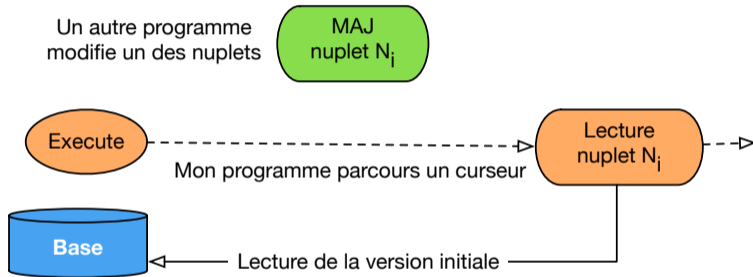 Un autre programme
modifie un des nuplets
MAJ
nuplet Ni
Execute
Lecture
nuplet Ni
Mon programme parcours un curseur
Base
Lecture de la version initiale